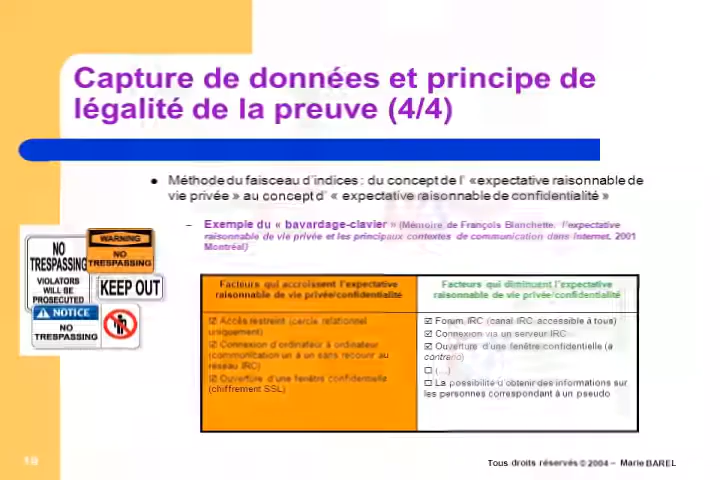 Capture de données et principe de
légalité de la preuve (4/4)
● Méthode du faisceau d'indices : du concept de l' «expectative raisonnable de
vie privée » au concept d' « expectative raisonnable de confidentialité »
– Exemple du « bavardage-clavier » (Mémoire de François Blanchette, l'expectative
raisonnable de vie privée et les principaux contextes de communication dans Internet, 2001
Montréal)
NO
TRESPASSING
VIOLATORS
WILL BE
PROSECUTED
WARNING
NO
TRESPASSING
KEEP OUT
NOTICE
NO
TRESPASSING
Facteurs qui accroissent l'expectative
raisonnable de vie privée/confidentialité
☑ Accès restreint (cercle relationnel
uniquement)
☑ Connexion d'ordinateur à ordinateur
(communication un à un sans recourir au
réseau IRC)
☑ Ouverture d'une fenêtre confidentielle
(chiffrement SSL)
Facteurs qui diminuent l'expectative
raisonnable de vie privée/confidentialité
☑ Forum IRC (canal IRC accessible à tous)
☑ Connexion via un serveur IRC
☑ Ouverture d'une fenêtre confidentielle (a
contrario)
☐ (...)
☐ La possibilité d'obtenir des informations sur
les personnes correspondant à un pseudo
19
Tous droits réservés © 2004 – Marie BAREL